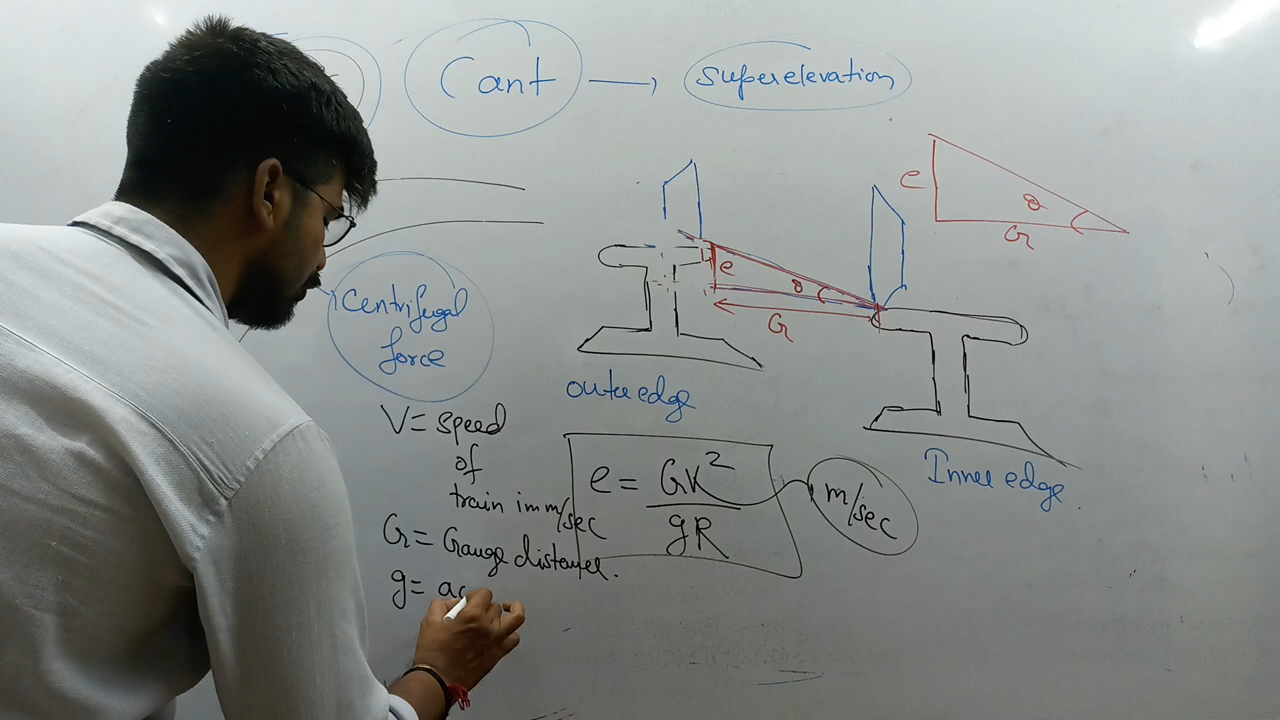 Cant → superelevation
e
θ
G
e
θ
G
Centrifugal
force
outer edge
Inner edge
V = speed
of
train in m/sec
G = Gauge distance.
g = ac
e = GV²
gR
m/sec